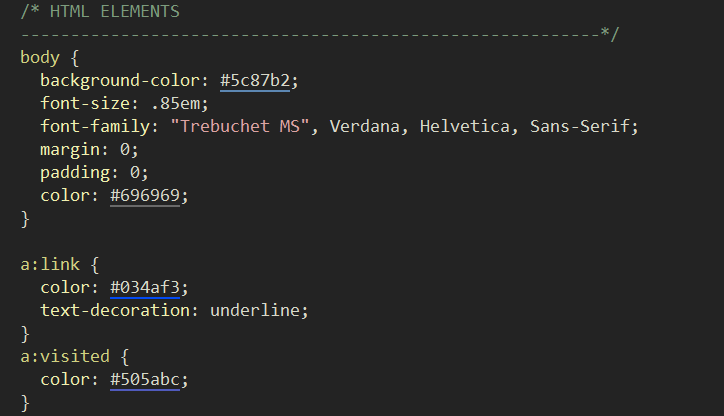 /* HTML ELEMENTS
----------------------------------------------------------*/
body {
  background-color: #5c87b2;
  font-size: .85em;
  font-family: "Trebuchet MS", Verdana, Helvetica, Sans-Serif;
  margin: 0;
  padding: 0;
  color: #696969;
}

a:link {
  color: #034af3;
  text-decoration: underline;
}
a:visited {
  color: #505abc;
}